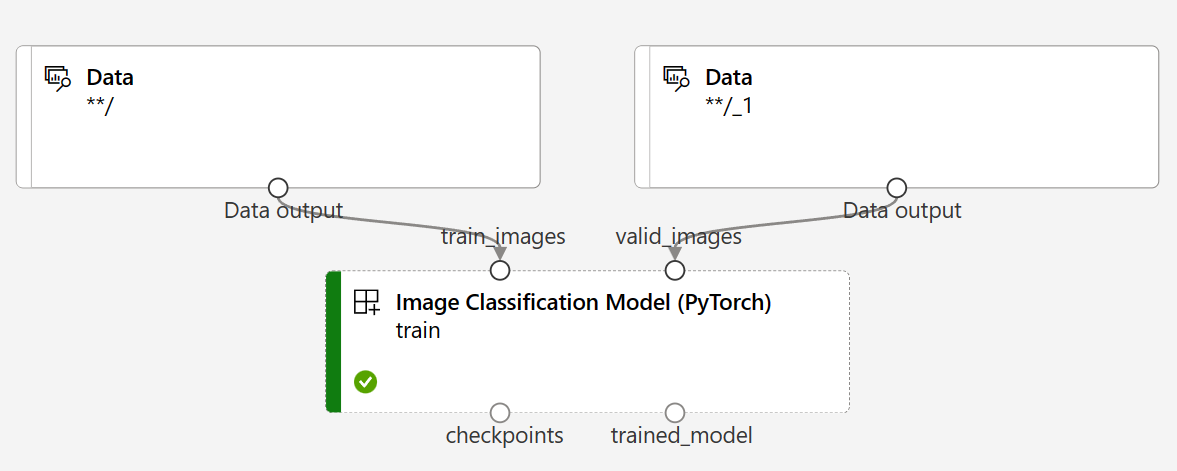 Data
**/
Data
**/_1
Data output
Data output
train_images
valid_images
Image Classification Model (PyTorch)
train
checkpoints
trained_model